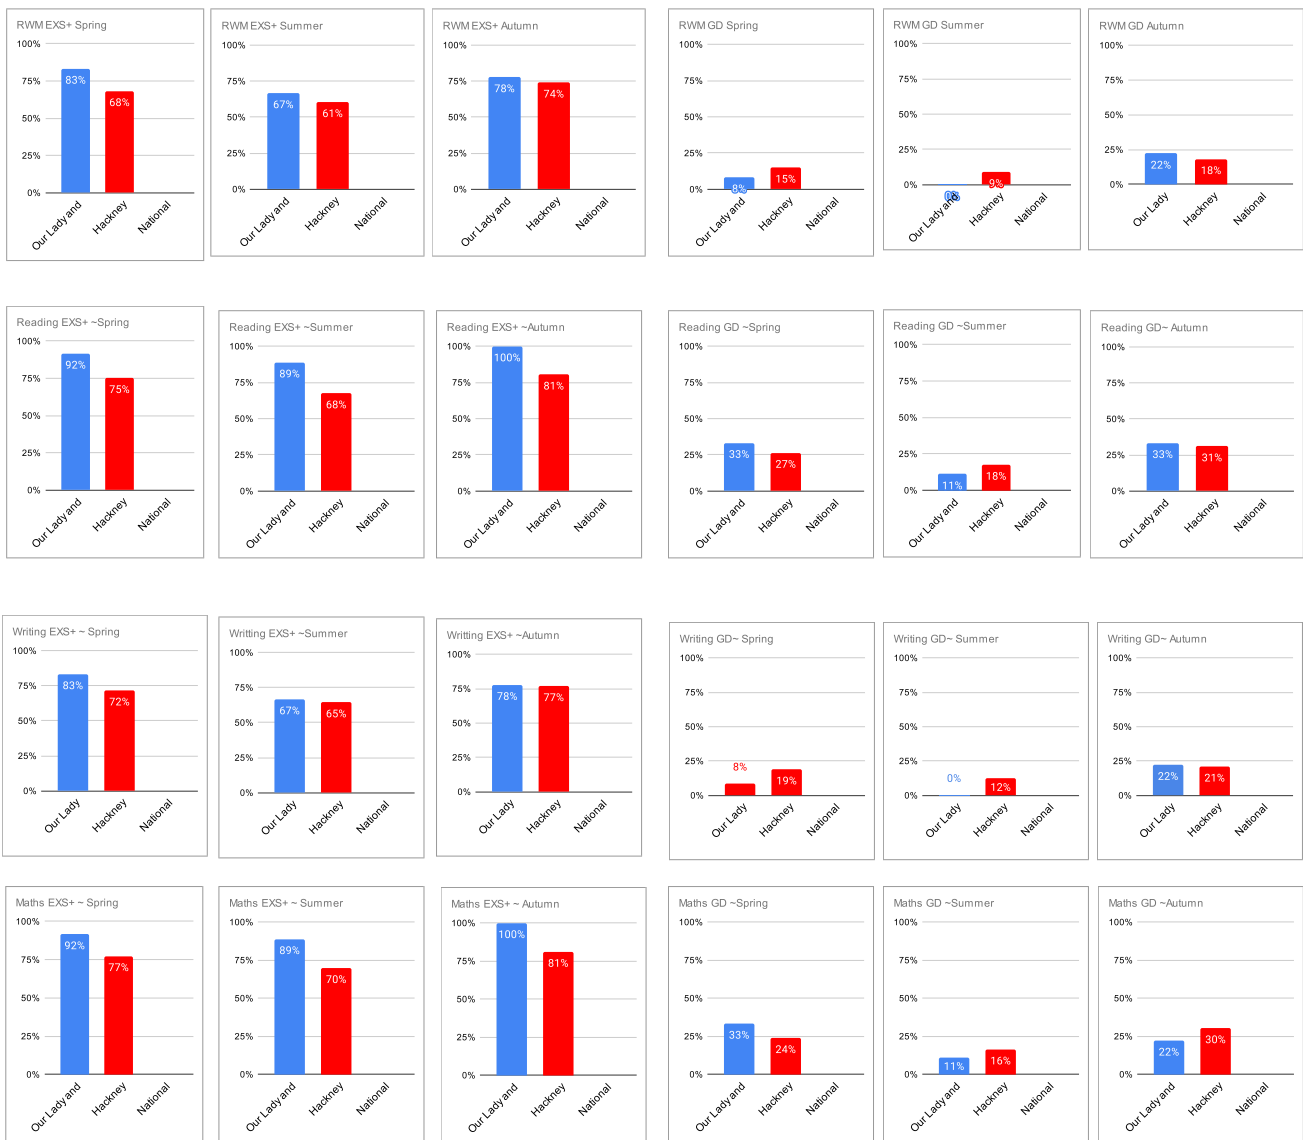 RWM EXS+ Spring
100%
75%
50%
25%
0%
83%
68%
Our Lady and
Hackney
National
RWM EXS+ Summer
100%
75%
50%
25%
0%
67%
61%
Our Lady and
Hackney
National
RWM EXS+ Autumn
100%
75%
50%
25%
0%
78%
74%
Our Lady and
Hackney
National
RWM GD Spring
100%
75%
50%
25%
0%
8%
15%
Our Lady and
Hackney
National
RWM GD Summer
100%
75%
50%
25%
0%
9%
Our Lady and
Hackney
National
RWM GD Autumn
100%
75%
50%
25%
0%
22%
18%
Our Lady
Hackney
National
Reading EXS+ ~Spring
100%
75%
50%
25%
0%
92%
75%
Our Lady and
Hackney
National
Reading EXS+ ~Summer
100%
75%
50%
25%
0%
89%
68%
Our Lady and
Hackney
National
Reading EXS+ ~Autumn
100%
75%
50%
25%
0%
100%
81%
Our Lady and
Hackney
National
Reading GD ~Spring
100%
75%
50%
25%
0%
33%
27%
Our Lady and
Hackney
National
Reading GD ~Summer
100%
75%
50%
25%
0%
11%
18%
Our Lady and
Hackney
National
Reading GD~ Autumn
100%
75%
50%
25%
0%
33%
31%
Our Lady and
Hackney
National
Writing EXS+ ~ Spring
100%
75%
50%
25%
0%
83%
72%
Our Lady
Hackney
National
Writting EXS+ ~Summer
100%
75%
50%
25%
0%
67%
65%
Our Lady
Hackney
National
Writting EXS+ ~Autumn
100%
75%
50%
25%
0%
78%
77%
Our Lady
Hackney
National
Writing GD~ Spring
100%
75%
50%
25%
0%
8%
19%
Our Lady
Hackney
National
Writing GD~ Summer
100%
75%
50%
25%
0%
0%
12%
Our Lady
Hackney
National
Writing GD~ Autumn
100%
75%
50%
25%
0%
22%
21%
Our Lady
Hackney
National
Maths EXS+ ~ Spring
100%
75%
50%
25%
0%
92%
77%
Our Lady and
Hackney
National
Maths EXS+ ~ Summer
100%
75%
50%
25%
0%
89%
70%
Our Lady and
Hackney
National
Maths EXS+ ~ Autumn
100%
75%
50%
25%
0%
100%
81%
Our Lady and
Hackney
National
Maths GD ~Spring
100%
75%
50%
25%
0%
33%
24%
Our Lady and
Hackney
National
Maths GD ~Summer
100%
75%
50%
25%
0%
11%
16%
Our Lady and
Hackney
National
Maths GD ~Autumn
100%
75%
50%
25%
0%
22%
30%
Our Lady and
Hackney
National